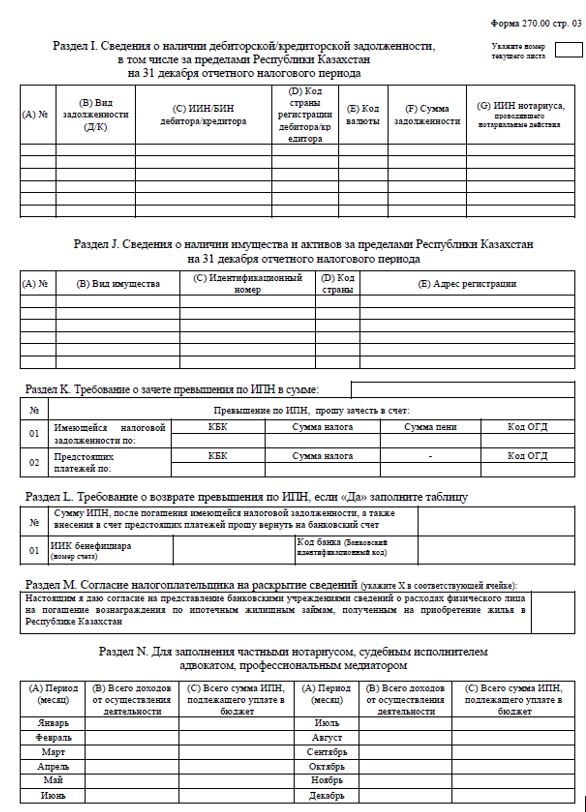 Форма 270.00 стр. 03
Раздел I. Сведения о наличии дебиторской/кредиторской задолженности,
в том числе за пределами Республики Казахстан
на 31 декабря отчетного налогового периода
Укажите номер
текущего листа
(A) №
(B) Вид
задолженности
(Д/К)
(C) ИИН/БИН
дебитора/кредитора
(D) Код
страны
регистрации
дебитора/кр
едитора
(E) Код
валюты
(F) Сумма
задолженности
(G) ИИН нотариуса,
проводившего
нотариальные действия
Раздел J. Сведения о наличии имущества и активов за пределами Республики Казахстан
на 31 декабря отчетного налогового периода
(A) №
(B) Вид имущества
(C) Идентификационный
номер
(D) Код
страны
(E) Адрес регистрации
Раздел K. Требование о зачете превышения по ИПН в сумме:
№
Превышение по ИПН, прошу зачесть в счет:
01
Имеющейся налоговой
задолженности по:
КБК
Сумма налога
Сумма пени
Код ОГД
02
Предстоящих
платежей по:
КБК
Сумма налога
-
Код ОГД
Раздел L. Требование о возврате превышения по ИПН, если «Да» заполните таблицу
№
Сумму ИПН, после погашения имеющейся налоговой задолженности, а также
внесения в счет предстоящих платежей прошу вернуть на банковский счет
01
ИИК бенефициара
(номер счета)
Код банка (Банковский
идентификационный код)
Раздел M. Согласие налогоплательщика на раскрытие сведений (укажите X в соответствующей ячейке):
Настоящим я даю согласие на представление банковскими учреждениями сведений о расходах физического лица
на погашение вознаграждения по ипотечным жилищным займам, полученным на приобретение жилья в
Республике Казахстан
Раздел N. Для заполнения частными нотариусом, судебным исполнителем
адвокатом, профессиональным медиатором
(A) Период
(месяц)
(B) Всего доходов
от осуществления
деятельности
(C) Всего сумма ИПН,
подлежащего уплате в
бюджет
(A) Период
(месяц)
(B) Всего доходов
от осуществления
деятельности
(C) Всего сумма ИПН,
подлежащего уплате в
бюджет
Январь
Июль
Февраль
Август
Март
Сентябрь
Апрель
Октябрь
Май
Ноябрь
Июнь
Декабрь